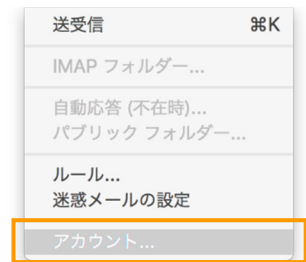 送受信 ⌘K
IMAP フォルダー...
自動応答 (不在時)...
パブリック フォルダー...
ルール...
迷惑メールの設定
アカウント...